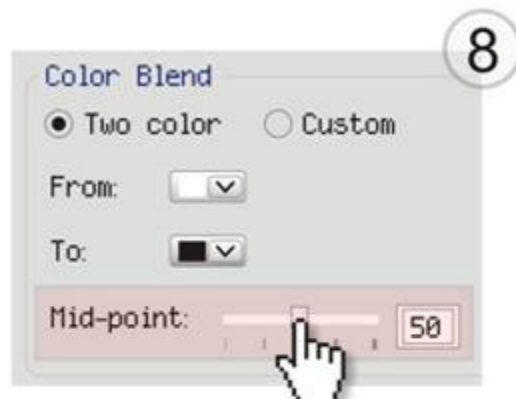 8
Color Blend
Two color Custom
From:
To:
Mid-point: 50